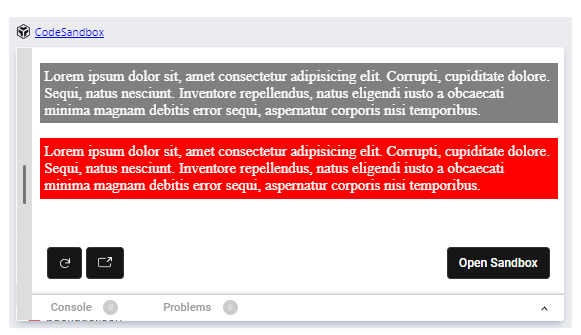 CodeSandbox
Lorem ipsum dolor sit, amet consectetur adipisicing elit. Corrupti, cupiditate dolore.
Sequi, natus nesciunt. Inventore repellendus, natus eligendi iusto a obcaecati
minima magnam debitis error sequi, aspernatur corporis nisi temporibus.
Lorem ipsum dolor sit, amet consectetur adipisicing elit. Corrupti, cupiditate dolore.
Sequi, natus nesciunt. Inventore repellendus, natus eligendi iusto a obcaecati
minima magnam debitis error sequi, aspernatur corporis nisi temporibus.
Open Sandbox
Console 0 Problems 0